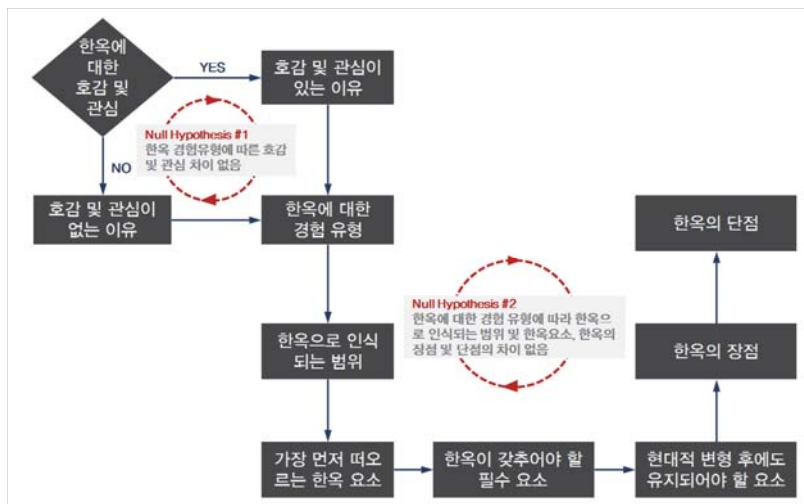 한옥에
대한
호감 및
관심
YES
호감 및 관심이
있는 이유
Null Hypothesis #1
한옥 경험유형에 따른 호감
및 관심 차이 없음
NO
호감 및 관심이
없는 이유
한옥에 대한
경험 유형
한옥의 단점
Null Hypothesis #2
한옥에 대한 경험 유형에 따라 한옥으
로 인식되는 범위 및 한옥요소, 한옥의
장점 및 단점의 차이 없음
한옥으로 인식
되는 범위
한옥의 장점
가장 먼저 떠오
르는 한옥 요소
한옥이 갖추어야 할
필수 요소
현대적 변형 후에도
유지되어야 할 요소